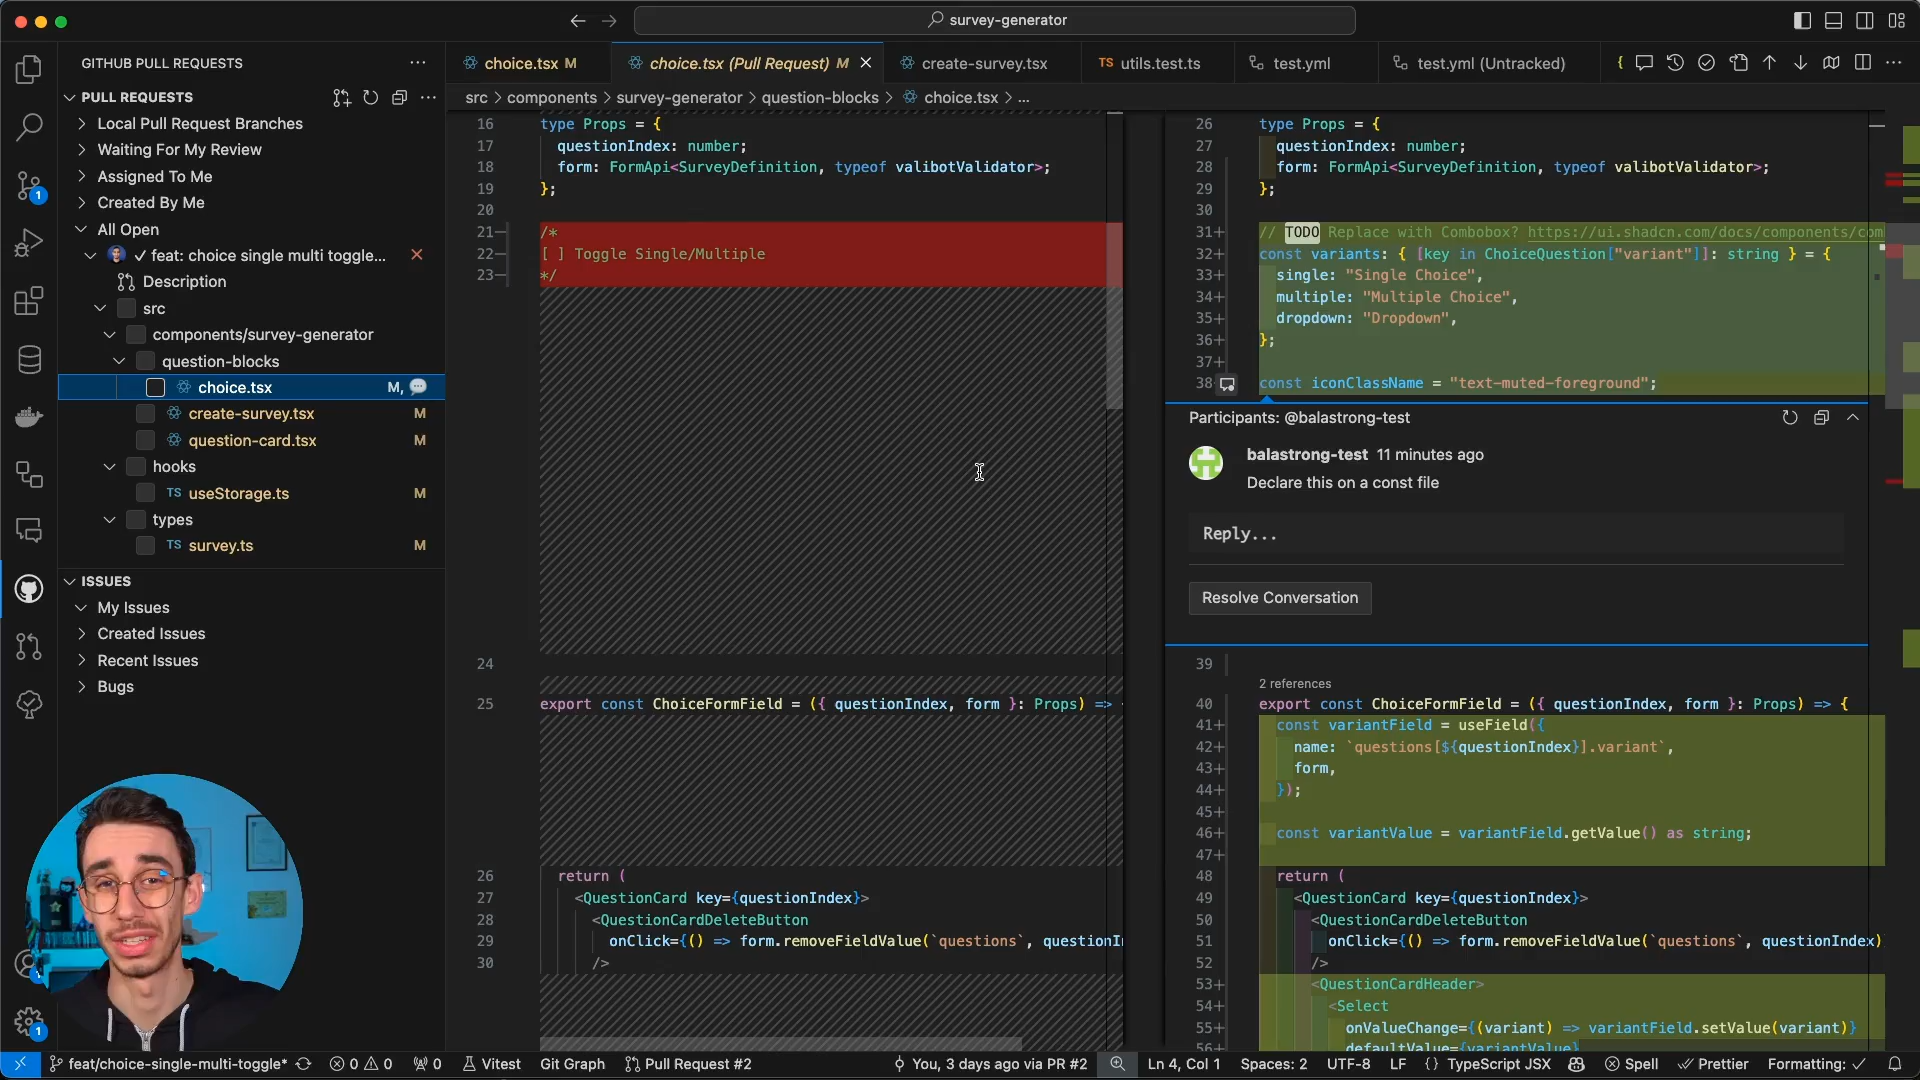 survey-generator
GITHUB PULL REQUESTS
PULL REQUESTS
Local Pull Request Branches
Waiting For My Review
Assigned To Me
Created By Me
All Open
✓ feat: choice single multi toggle...
Description
src
components/survey-generator
question-blocks
choice.tsx M,
create-survey.tsx M
question-card.tsx M
hooks
TS useStorage.ts M
types
TS survey.ts M
ISSUES
My Issues
Created Issues
Recent Issues
Bugs
1
1
choice.tsx M
choice.tsx (Pull Request) M
create-survey.tsx
TS utils.test.ts
test.yml
test.yml (Untracked)
src > components > survey-generator > question-blocks > choice.tsx > ...
16 type Props = {
17 questionIndex: number;
18 form: FormApi<SurveyDefinition, typeof valibotValidator>;
19 };
20
21— /*
22— [ ] Toggle Single/Multiple
23— */
24
25 export const ChoiceFormField = ({ questionIndex, form }: Props) =>
26 return (
27 <QuestionCard key={questionIndex}>
28 <QuestionCardDeleteButton
29 onClick={() => form.removeFieldValue(`questions`, questionI
30 />
26 type Props = {
27 questionIndex: number;
28 form: FormApi<SurveyDefinition, typeof valibotValidator>;
29 };
30
31+ // TODO Replace with Combobox? https://ui.shadcn.com/docs/components/com
32+ const variants: { [key in ChoiceQuestion["variant"]]: string } = {
33+ single: "Single Choice",
34+ multiple: "Multiple Choice",
35+ dropdown: "Dropdown",
36+ };
37+
38 const iconClassName = "text-muted-foreground";
Participants: @balastrong-test
balastrong-test 11 minutes ago
Declare this on a const file
Reply...
Resolve Conversation
39
2 references
40 export const ChoiceFormField = ({ questionIndex, form }: Props) => {
41+ const variantField = useField({
42+ name: `questions[${questionIndex}].variant`,
43+ form,
44+ });
45+
46+ const variantValue = variantField.getValue() as string;
47+
48 return (
49 <QuestionCard key={questionIndex}>
50 <QuestionCardDeleteButton
51 onClick={() => form.removeFieldValue(`questions`, questionIndex)
52 />
53+ <QuestionCardHeader>
54+ <Select
55+ onValueChange={(variant) => variantField.setValue(variant)}
56+ defaultValue={variantValue}
1
feat/choice-single-multi-toggle* 0 0 0 Vitest Git Graph Pull Request #2 You, 3 days ago via PR #2 Ln 4, Col 1 Spaces: 2 UTF-8 LF {} TypeScript JSX Spell Prettier Formatting: ✓